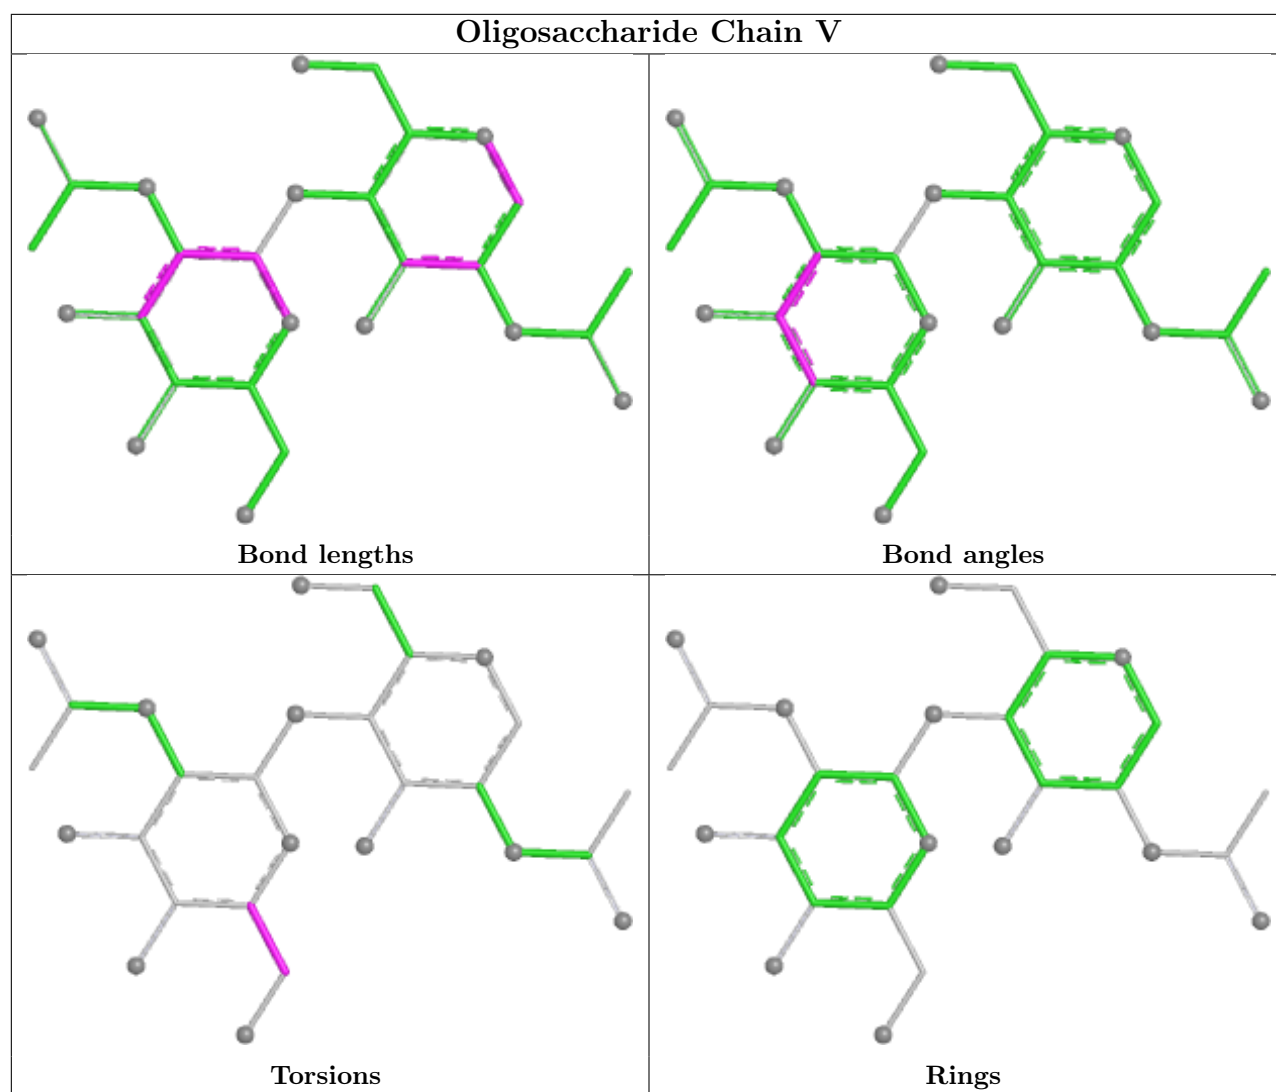 Oligosaccharide Chain V
Bond lengths
Bond angles
Torsions
Rings